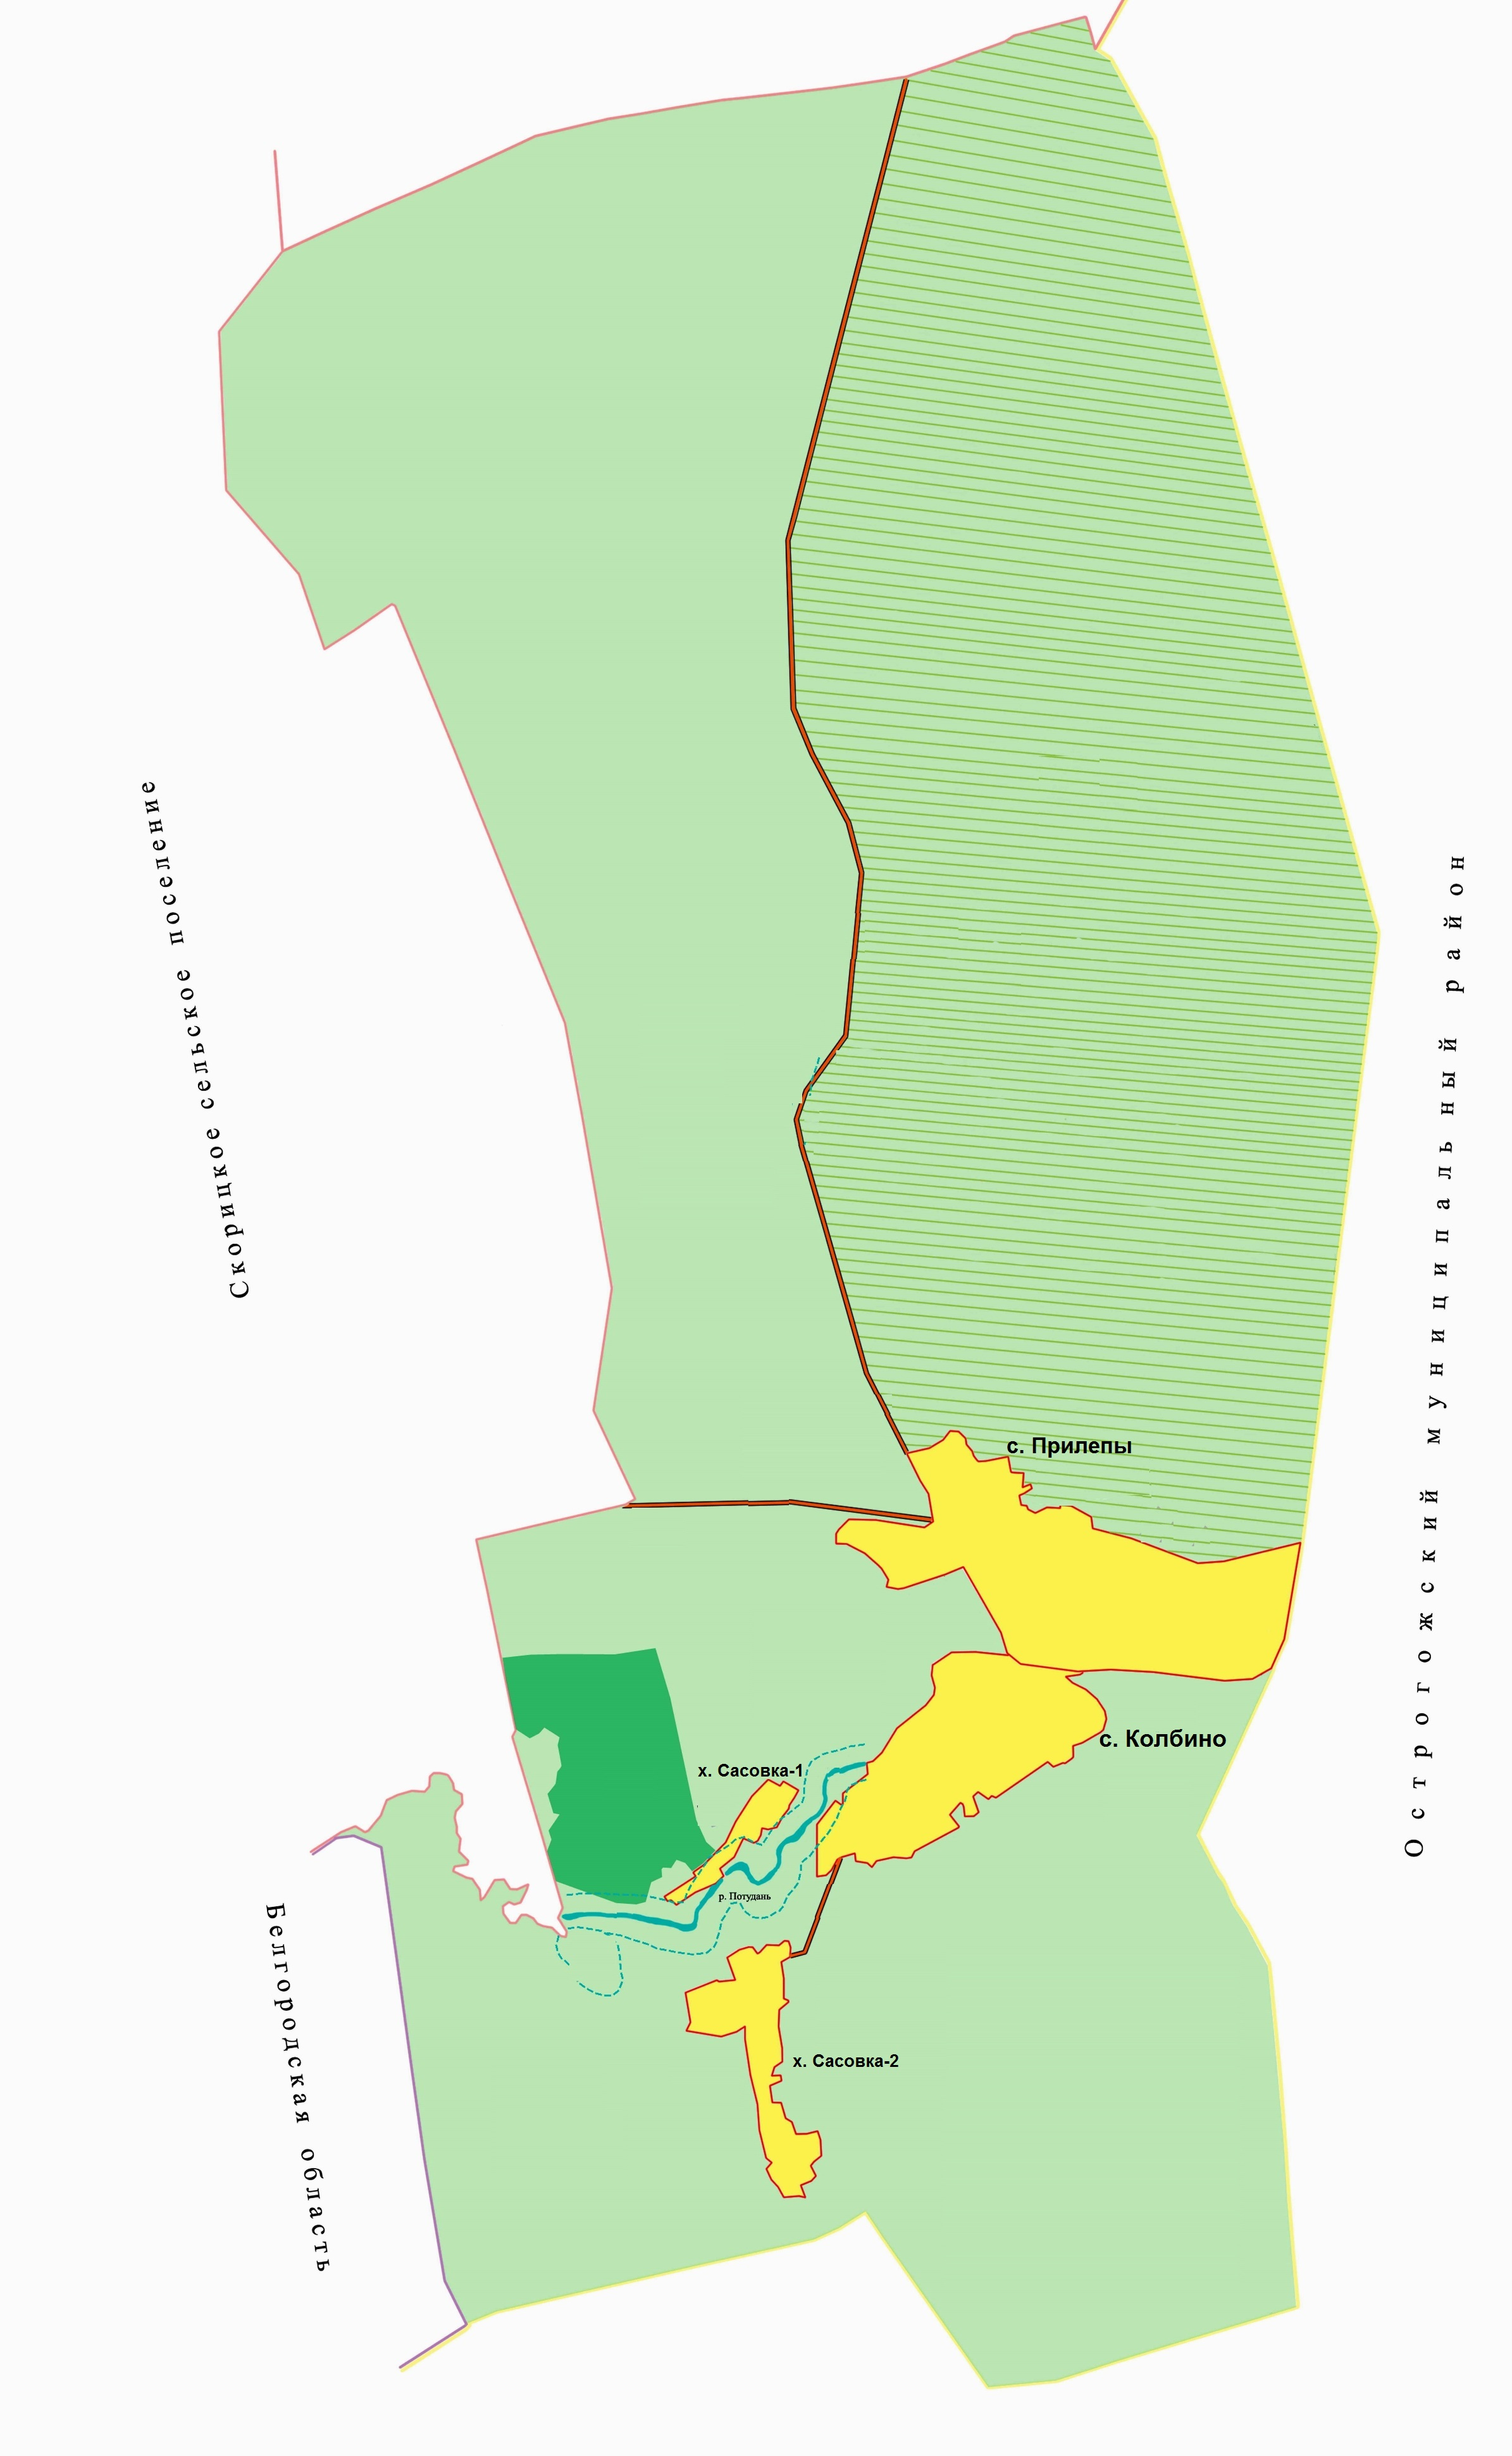 Скорицкое сельское поселение
Острогожский муниципальный район
с. Прилепы
с. Колбино
х. Сасовка-1
р. Потудань
Белгородская область
х. Сасовка-2